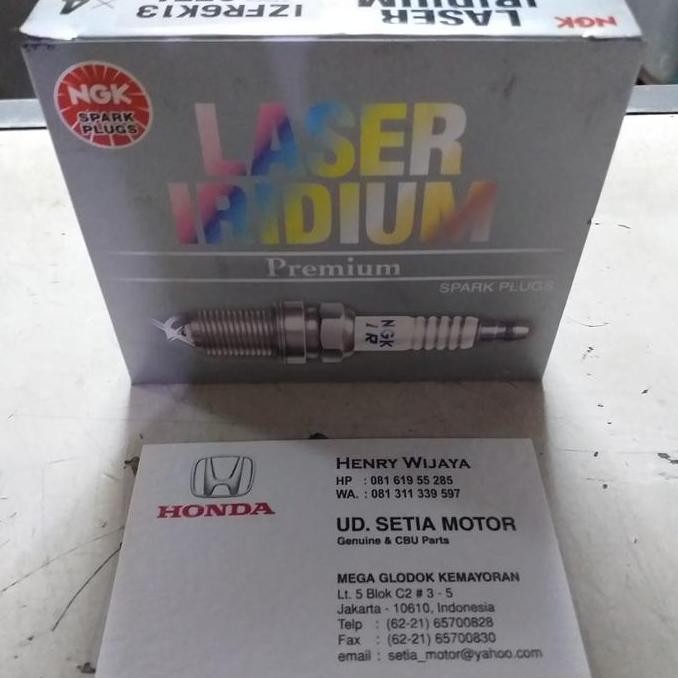 NGK
LASER
IRIDIUM
IZFR6K13
×4
NGK
SPARK
PLUGS
LASER
IRIDIUM
Premium
SPARK PLUGS
NGK
IR
HONDA
HENRY WIJAYA
HP : 081 619 55 285
WA. : 081 311 339 597
UD. SETIA MOTOR
Genuine & CBU Parts
MEGA GLODOK KEMAYORAN
Lt. 5 Blok C2 # 3 - 5
Jakarta - 10610, Indonesia
Telp : (62-21) 65700828
Fax : (62-21) 65700830
email : setia_motor@yahoo.com